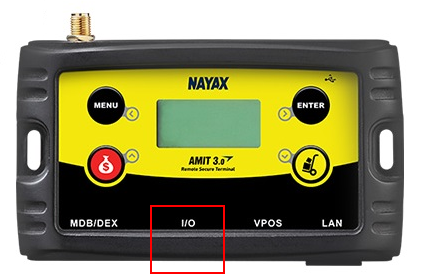 NAYAX
MENU
ENTER
AMIT 3.0
Remote Secure Terminal
$
MDB/DEX I/O VPOS LAN